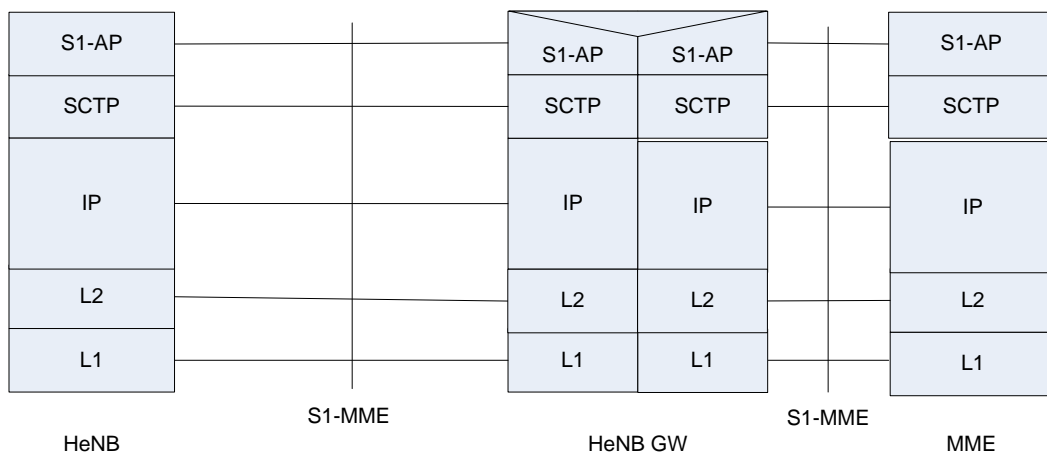 S1-AP
S1-AP S1-AP
S1-AP
SCTP
SCTP SCTP
SCTP
IP
IP IP
IP
L2
L2 L2
L2
L1
L1 L1
L1
S1-MME
S1-MME
HeNB
HeNB GW
MME